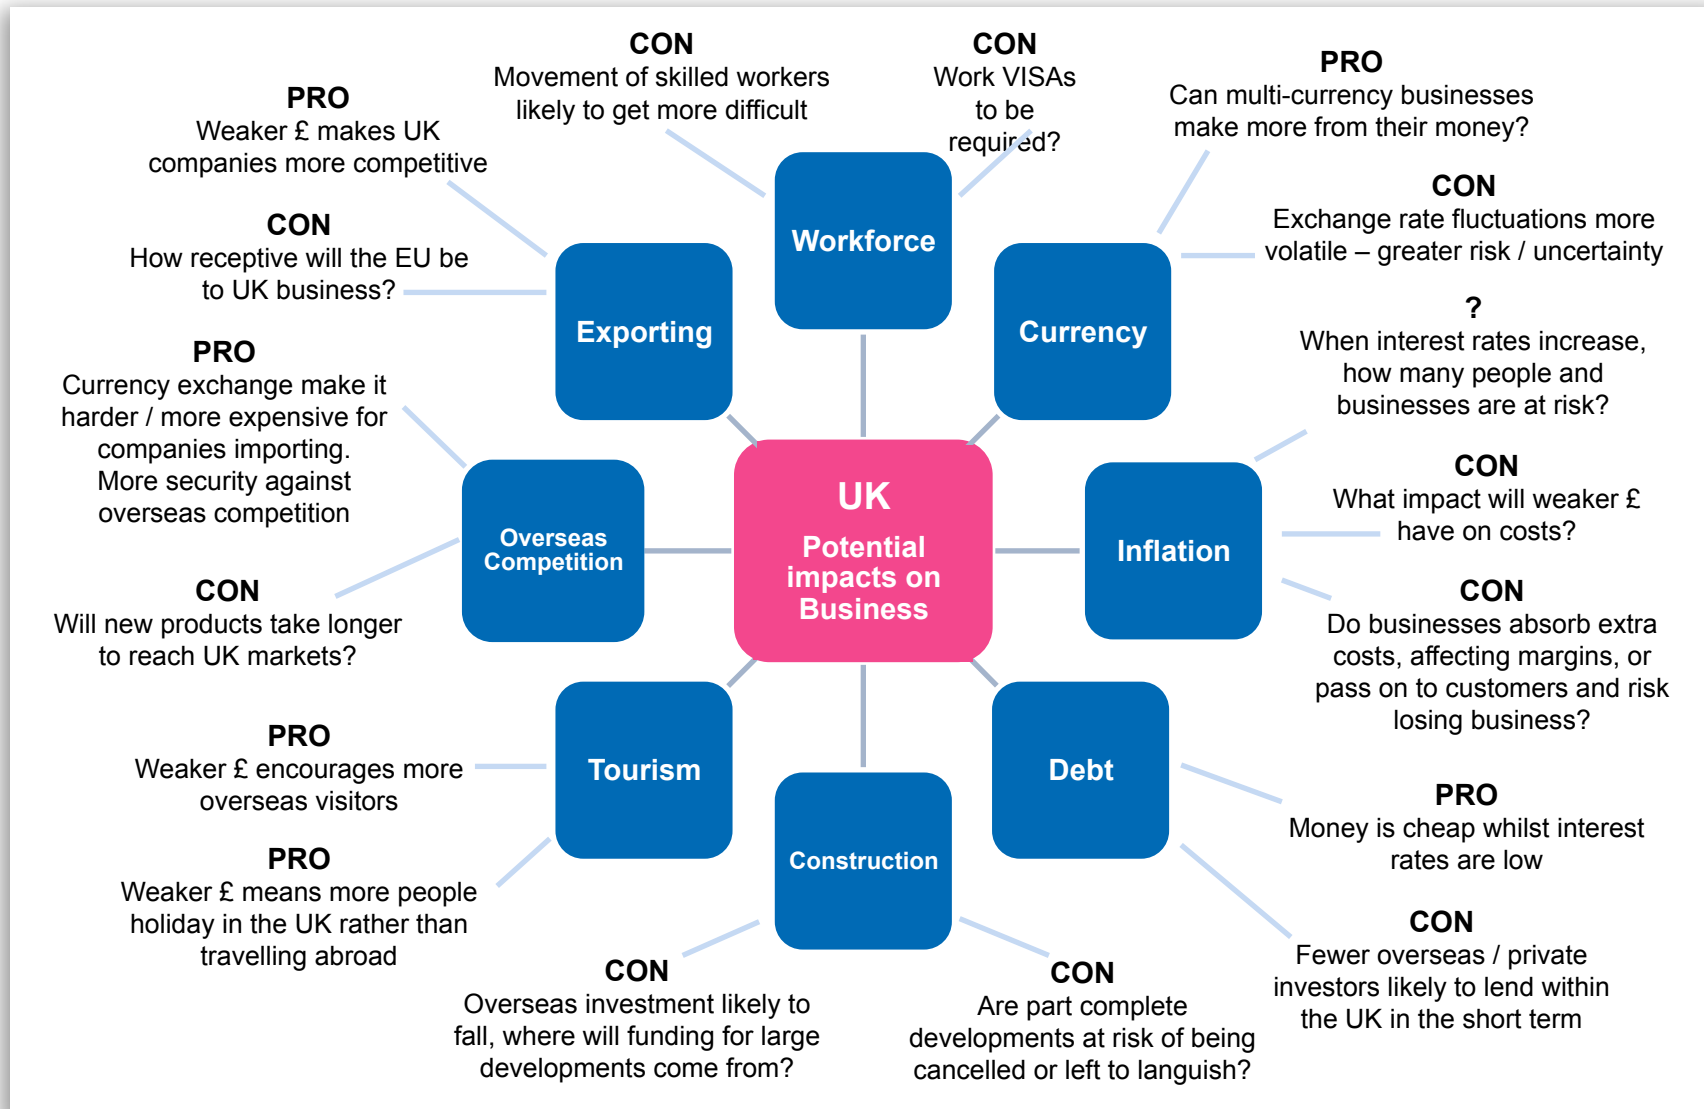 CON
Movement of skilled workers
likely to get more difficult
CON
Work VISAs
to be
required?
PRO
Can multi-currency businesses
make more from their money?
PRO
Weaker £ makes UK
companies more competitive
CON
How receptive will the EU be
to UK business?
CON
Exchange rate fluctuations more
volatile – greater risk / uncertainty
Workforce
Exporting
Currency
?
When interest rates increase,
how many people and
businesses are at risk?
PRO
Currency exchange make it
harder / more expensive for
companies importing.
More security against
overseas competition
CON
What impact will weaker £
have on costs?
UK
Potential
impacts on
Business
Overseas
Competition
Inflation
CON
Will new products take longer
to reach UK markets?
CON
Do businesses absorb extra
costs, affecting margins, or
pass on to customers and risk
losing business?
PRO
Weaker £ encourages more
overseas visitors
Tourism
Debt
PRO
Money is cheap whilst interest
rates are low
PRO
Weaker £ means more people
holiday in the UK rather than
travelling abroad
Construction
CON
Fewer overseas / private
investors likely to lend within
the UK in the short term
CON
Overseas investment likely to
fall, where will funding for large
developments come from?
CON
Are part complete
developments at risk of being
cancelled or left to languish?